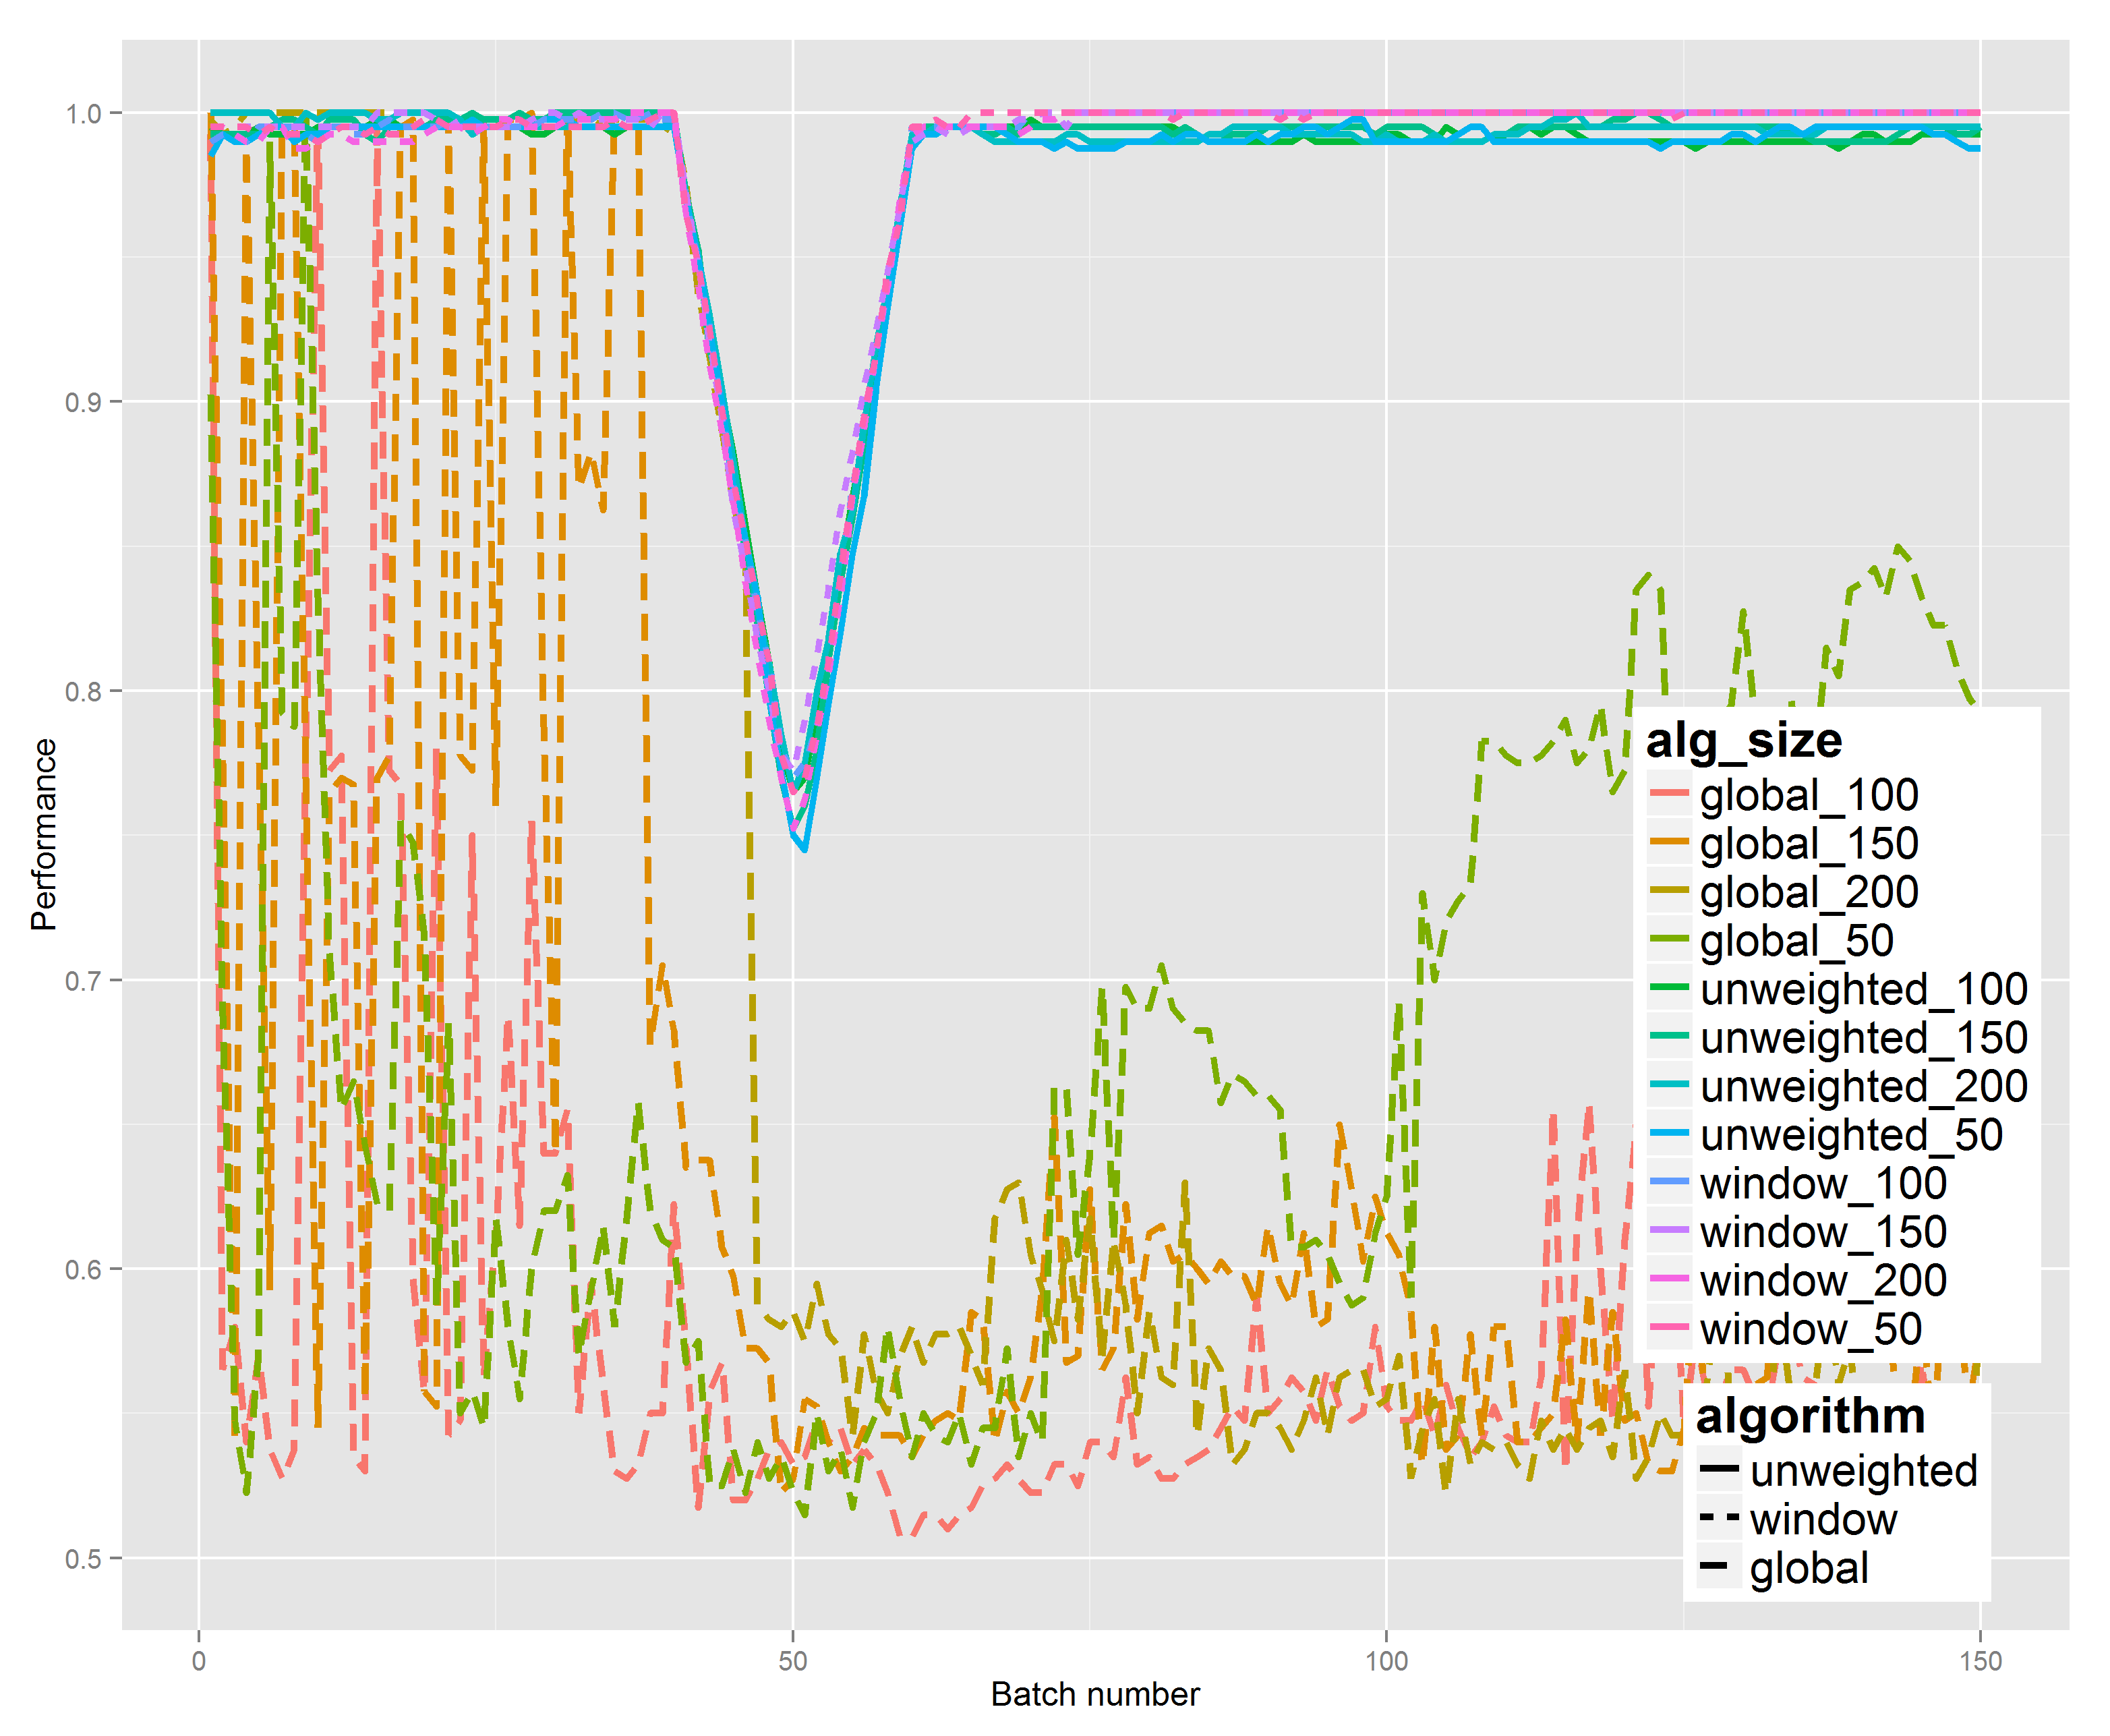 1.0
0.9
0.8
0.7
0.6
0.5
Performance
0
50
100
150
Batch number
alg_size
global_100
global_150
global_200
global_50
unweighted_100
unweighted_150
unweighted_200
unweighted_50
window_100
window_150
window_200
window_50
algorithm
unweighted
window
global